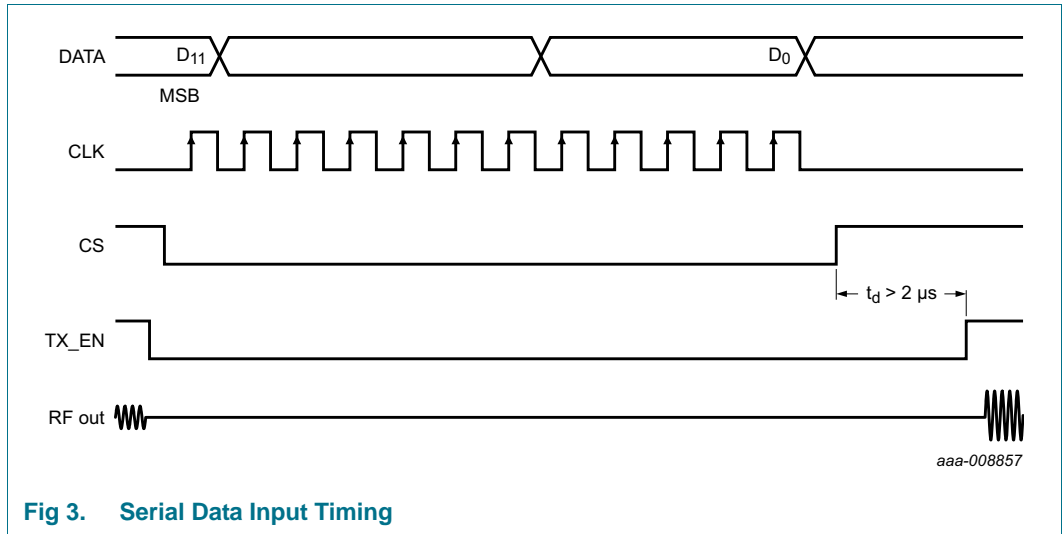 DATA D11 D0
MSB
CLK
CS
td > 2 μs
TX_EN
RF out
aaa-008857
Fig 3. Serial Data Input Timing